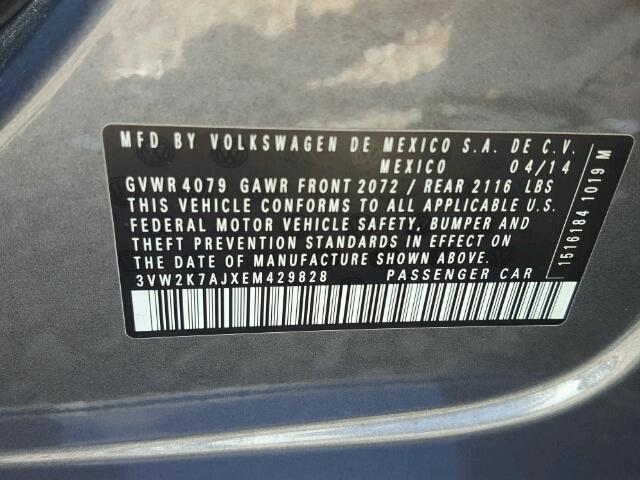 MFD BY VOLKSWAGEN DE MEXICO S.A. DE C.V.
MEXICO 04/14
GVWR 4079 GAWR FRONT 2072 / REAR 2116 LBS
THIS VEHICLE CONFORMS TO ALL APPLICABLE U.S.
FEDERAL MOTOR VEHICLE SAFETY, BUMPER AND
THEFT PREVENTION STANDARDS IN EFFECT ON
THE DATE OF MANUFACTURE SHOWN ABOVE.
3VW2K7AJXEM429828 PASSENGER CAR
1516184 1019 M